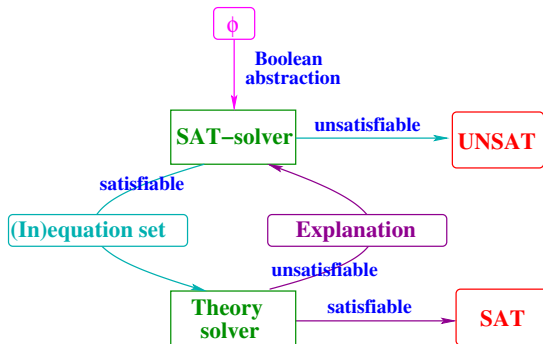 ϕ
Boolean
abstraction
SAT−solver
unsatisfiable
UNSAT
satisfiable
(In)equation set
Explanation
unsatisfiable
Theory
solver
satisfiable
SAT